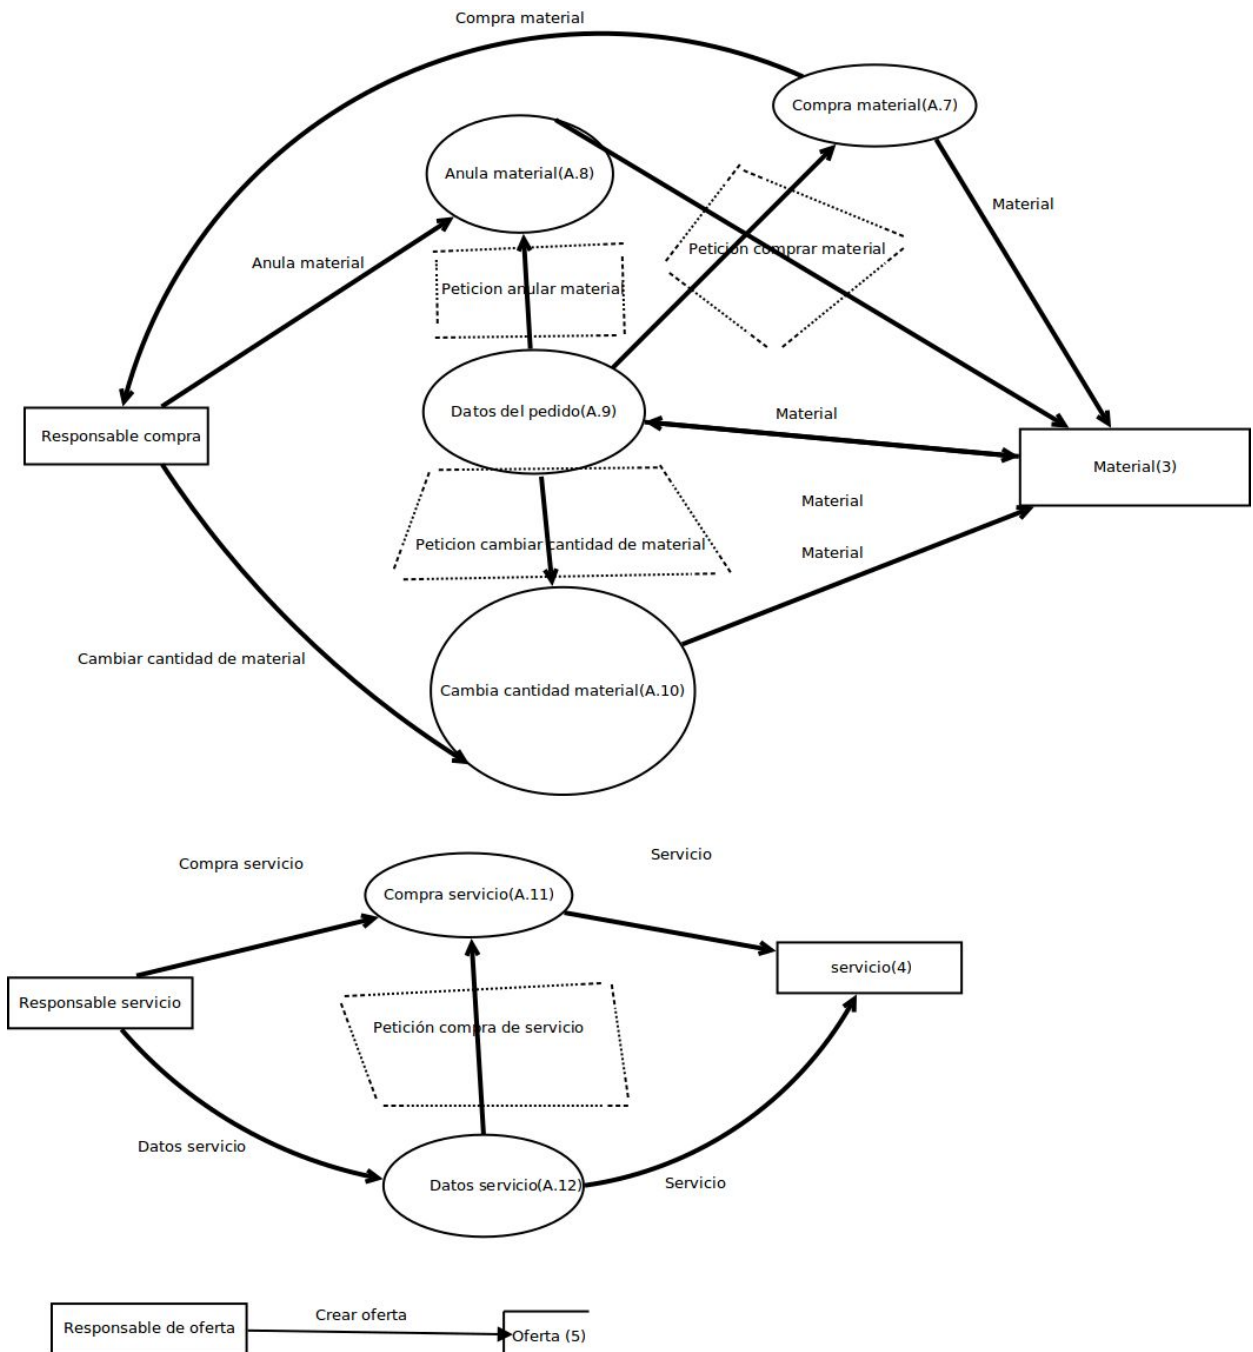 Compra material
Compra material(A.7)
Anula material(A.8)
Material
Peticion comprar material
Anula material
Peticion anular material
Datos del pedido(A.9)
Material
Responsable compra
Material(3)
Material
Peticion cambiar cantidad de material
Material
Cambiar cantidad de material
Cambia cantidad material(A.10)
Compra servicio
Servicio
Compra servicio(A.11)
servicio(4)
Responsable servicio
Petición compra de servicio
Datos servicio
Datos servicio(A.12)
Servicio
Crear oferta
Responsable de oferta
Oferta (5)